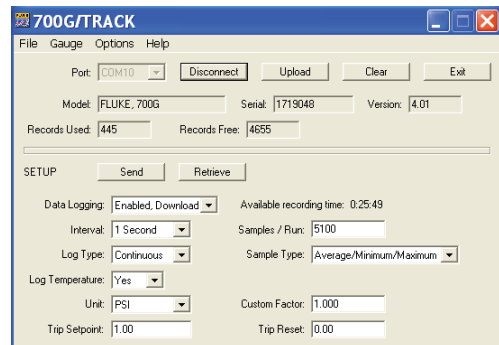 700G/TRACK
File Gauge Options Help
Port: COM10 Disconnect Upload Clear Exit
Model: FLUKE, 700G Serial: 1719048 Version: 4.01
Records Used: 445 Records Free: 4655
SETUP Send Retrieve
Data Logging: Enabled, Download Available recording time: 0:25:49
Interval: 1 Second Samples / Run: 5100
Log Type: Continuous Sample Type: Average/Minimum/Maximum
Log Temperature: Yes
Unit: PSI Custom Factor: 1.000
Trip Setpoint: 1.00 Trip Reset: 0.00